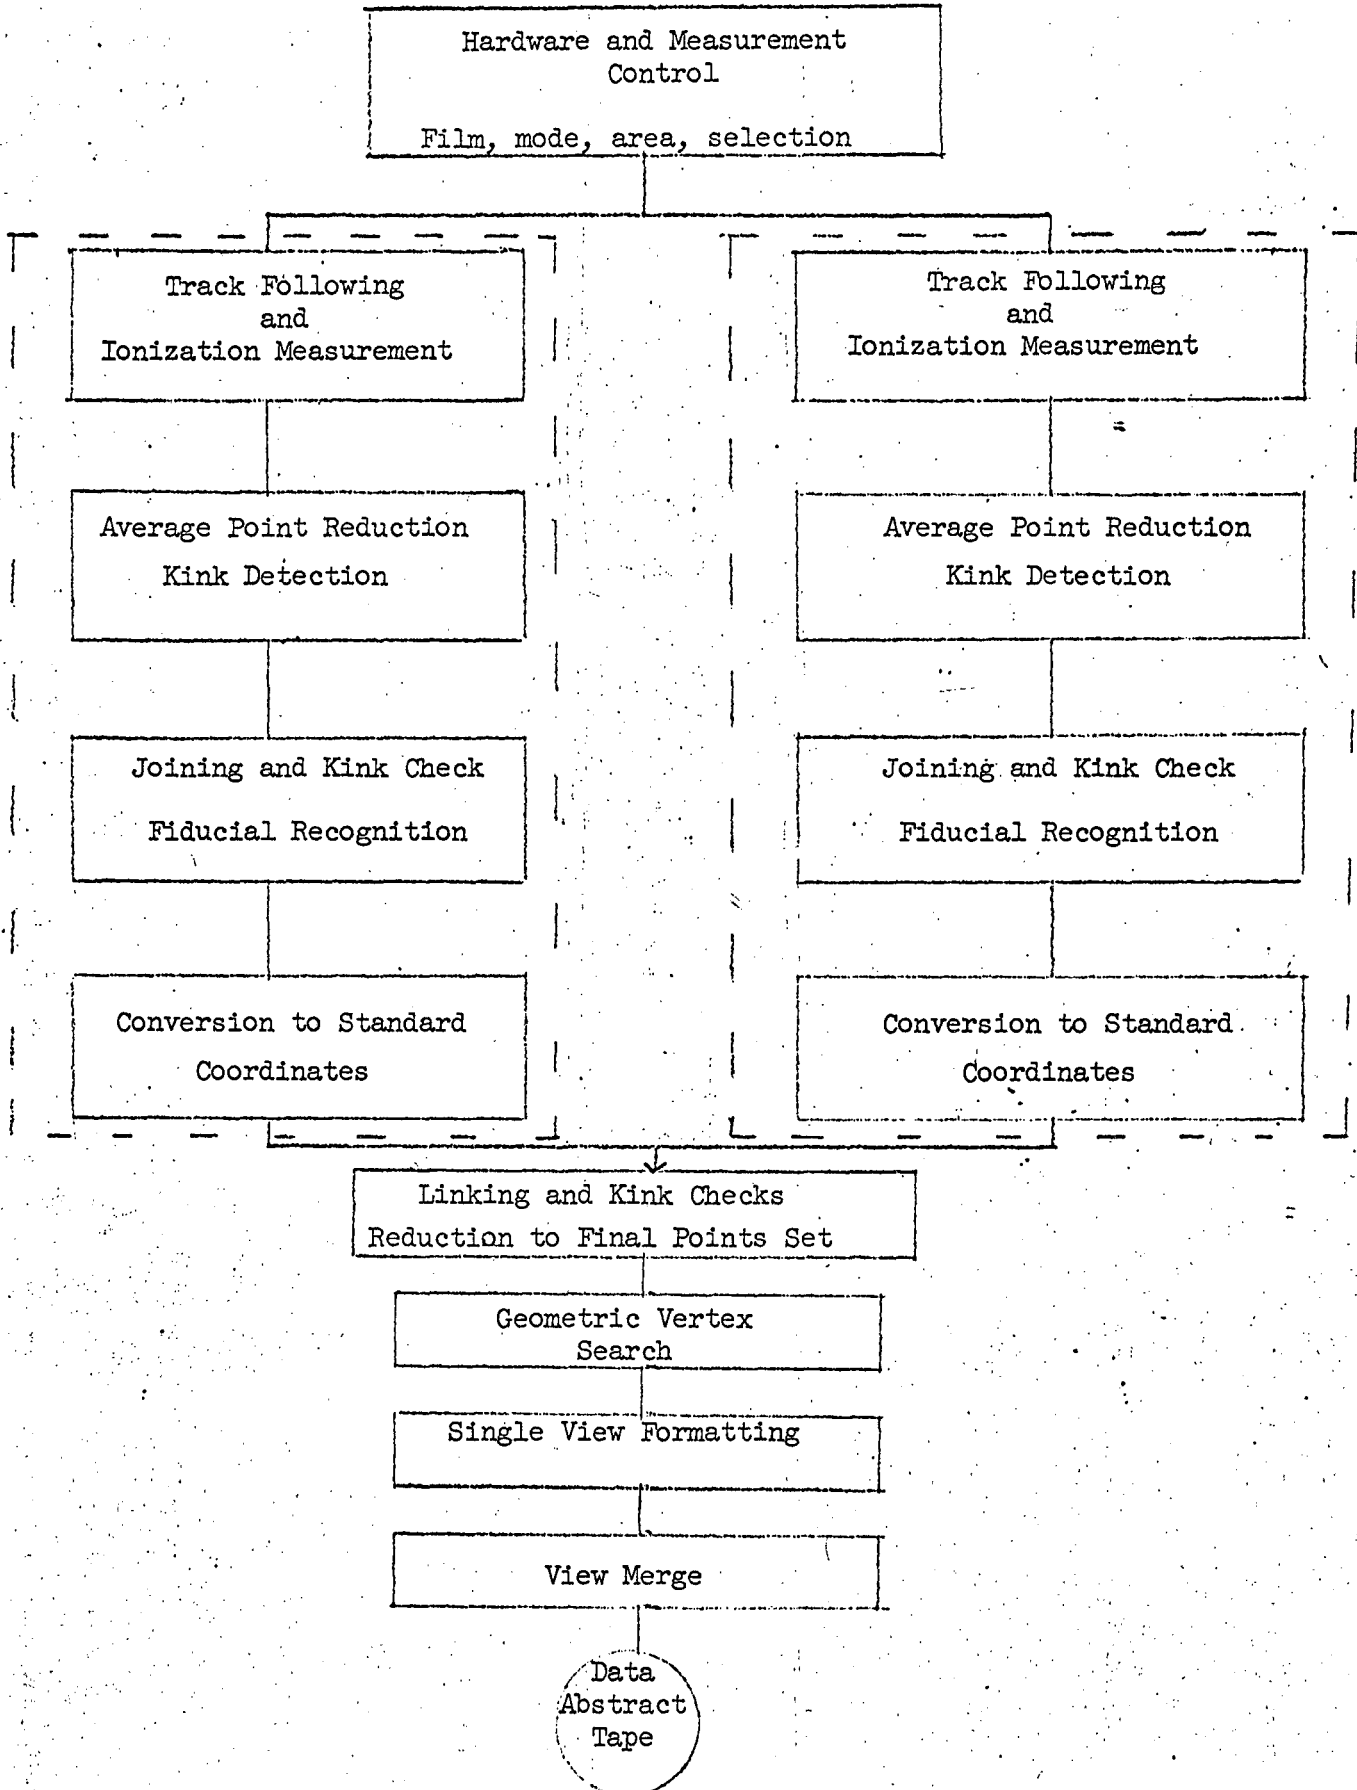 Hardware and Measurement
Control
Film, mode, area, selection
Track Following
and
Ionization Measurement
Average Point Reduction
Kink Detection
Joining and Kink Check
Fiducial Recognition
Conversion to Standard
Coordinates
Track Following
and
Ionization Measurement
Average Point Reduction
Kink Detection
Joining and Kink Check
Fiducial Recognition
Conversion to Standard
Coordinates
Linking and Kink Checks
Reduction to Final Points Set
Geometric Vertex
Search
Single View Formatting
View Merge
Data
Abstract
Tape